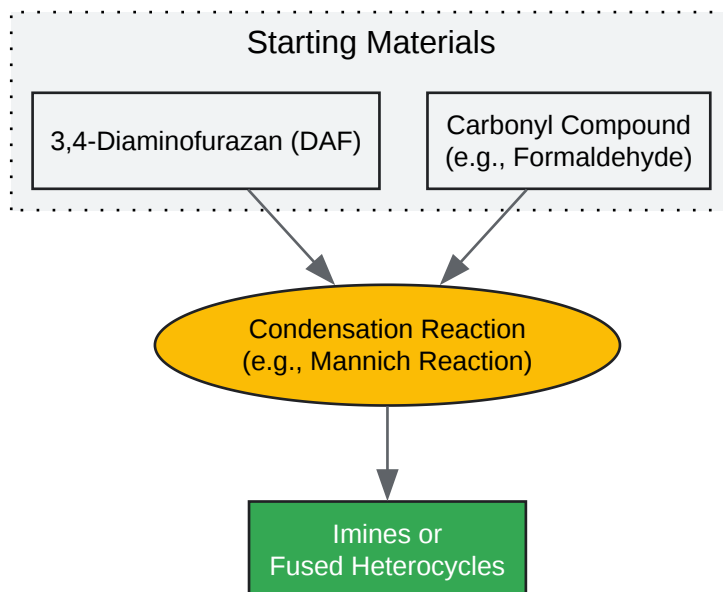 Starting Materials
3,4-Diaminofurazan (DAF)
Carbonyl Compound
(e.g., Formaldehyde)
Condensation Reaction
(e.g., Mannich Reaction)
Imines or
Fused Heterocycles